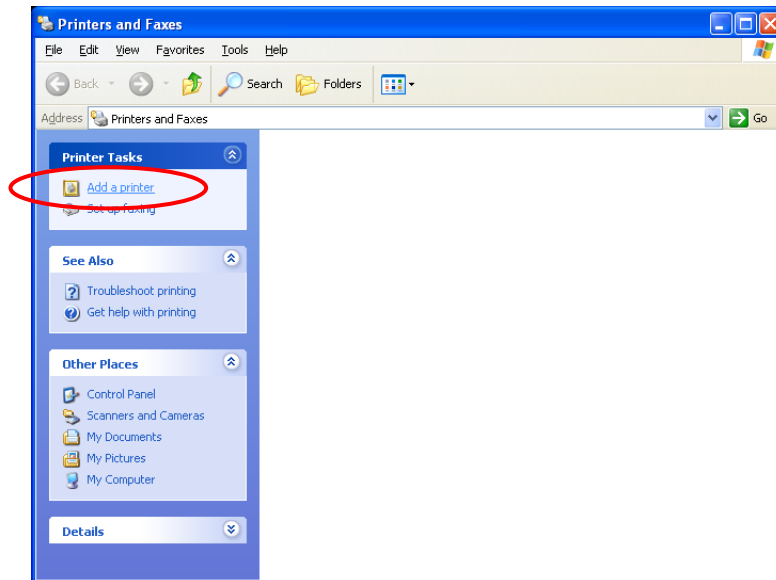 Printers and Faxes
File Edit View Favorites Tools Help
Back Search Folders
Address Printers and Faxes Go
Printer Tasks
Add a printer
Set up faxing
See Also
Troubleshoot printing
Get help with printing
Other Places
Control Panel
Scanners and Cameras
My Documents
My Pictures
My Computer
Details